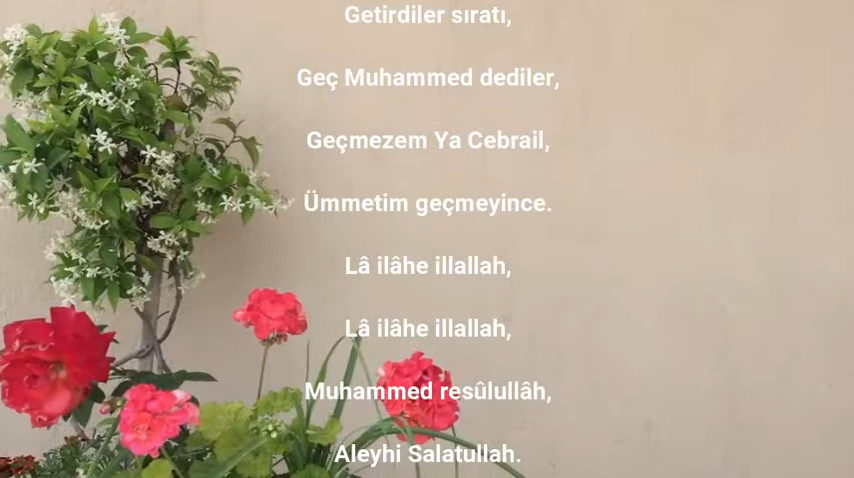 Getirdiler sıratı,
Geç Muhammed dediler,
Geçmezem Ya Cebrail,
Ümmetim geçmeyince.
Lâ ilâhe illallah,
Lâ ilâhe illallah,
Muhammed resûlullâh,
Aleyhi Salatullah.